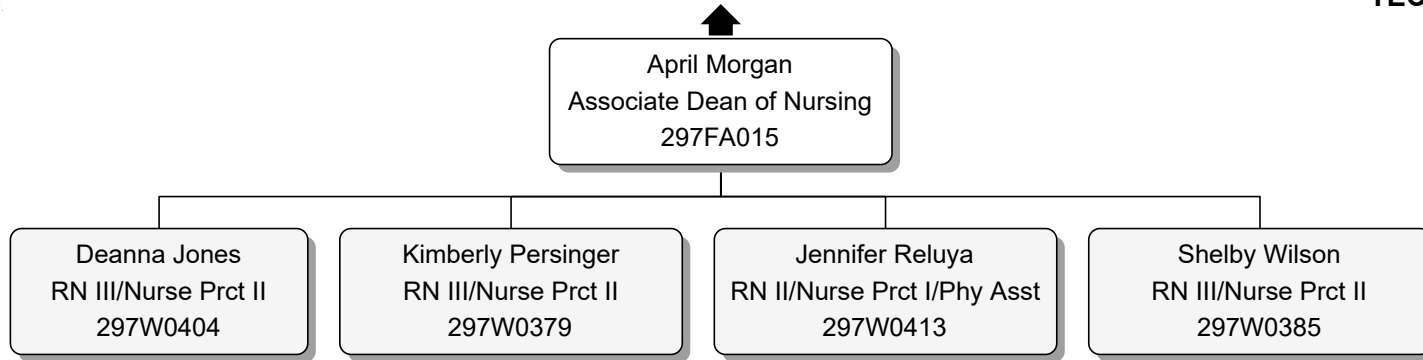 April Morgan
Associate Dean of Nursing
297FA015
Deanna Jones
RN III/Nurse Prct II
297W0404
Kimberly Persinger
RN III/Nurse Prct II
297W0379
Jennifer Reluya
RN II/Nurse Prct I/Phy Asst
297W0413
Shelby Wilson
RN III/Nurse Prct II
297W0385